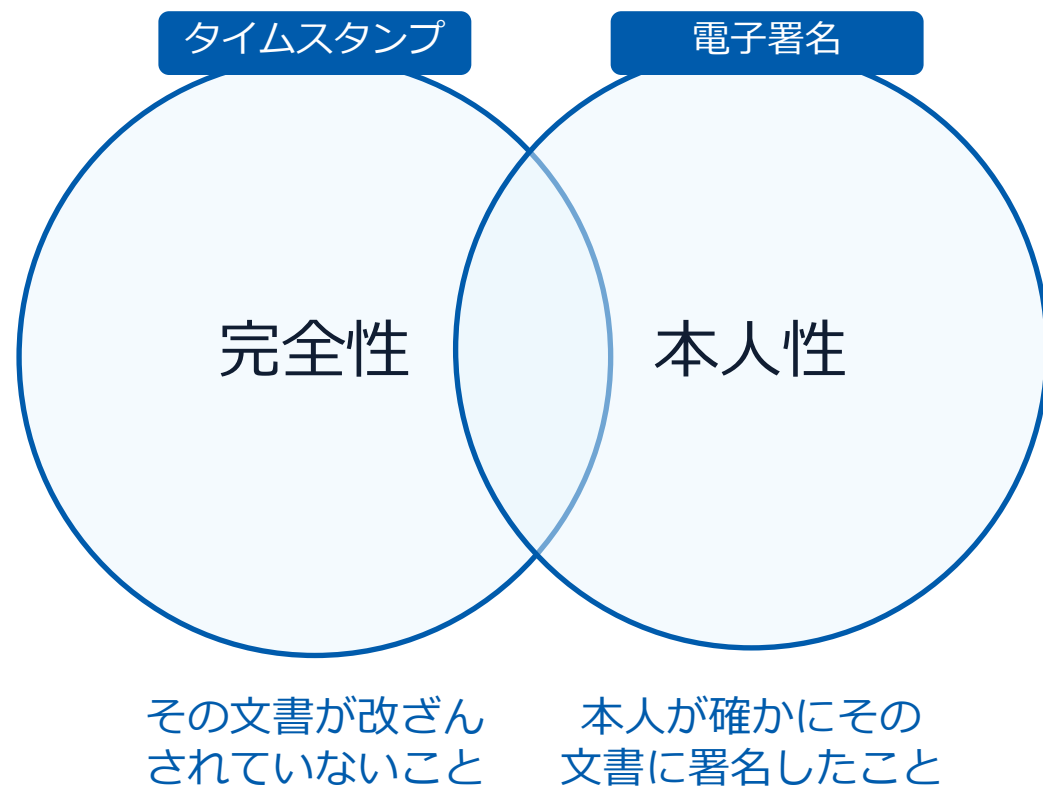 タイムスタンプ
電子署名
完全性
本人性
その文書が改ざん
されていないこと
本人が確かにその
文書に署名したこと